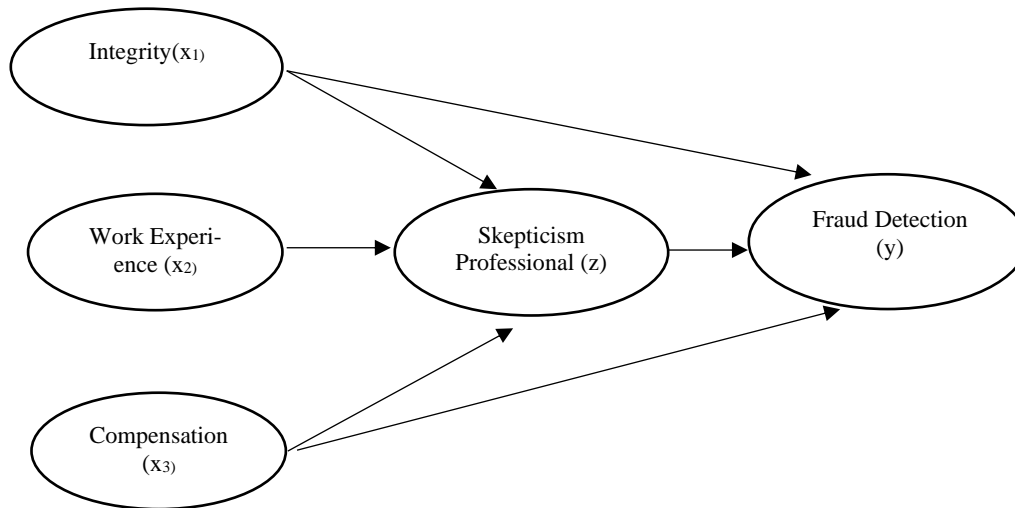 Integrity(x1)
Work Experi-
ence (x2)
Skepticism
Professional (z)
Fraud Detection
(y)
Compensation
(x3)